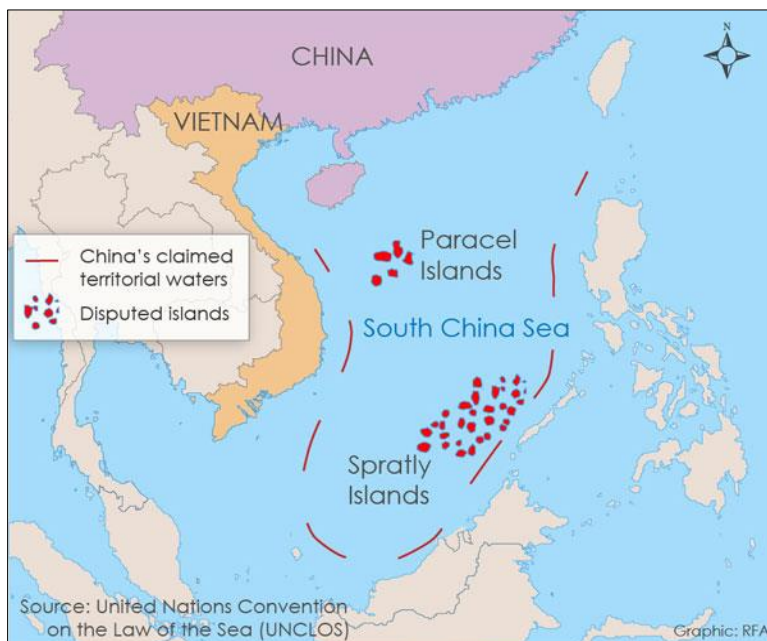 N
CHINA
VIETNAM
China's claimed
territorial waters
Disputed islands
Paracel
Islands
South China Sea
Spratly
Islands
Source: United Nations Convention
on the Law of the Sea (UNCLOS)
Graphic: RFA